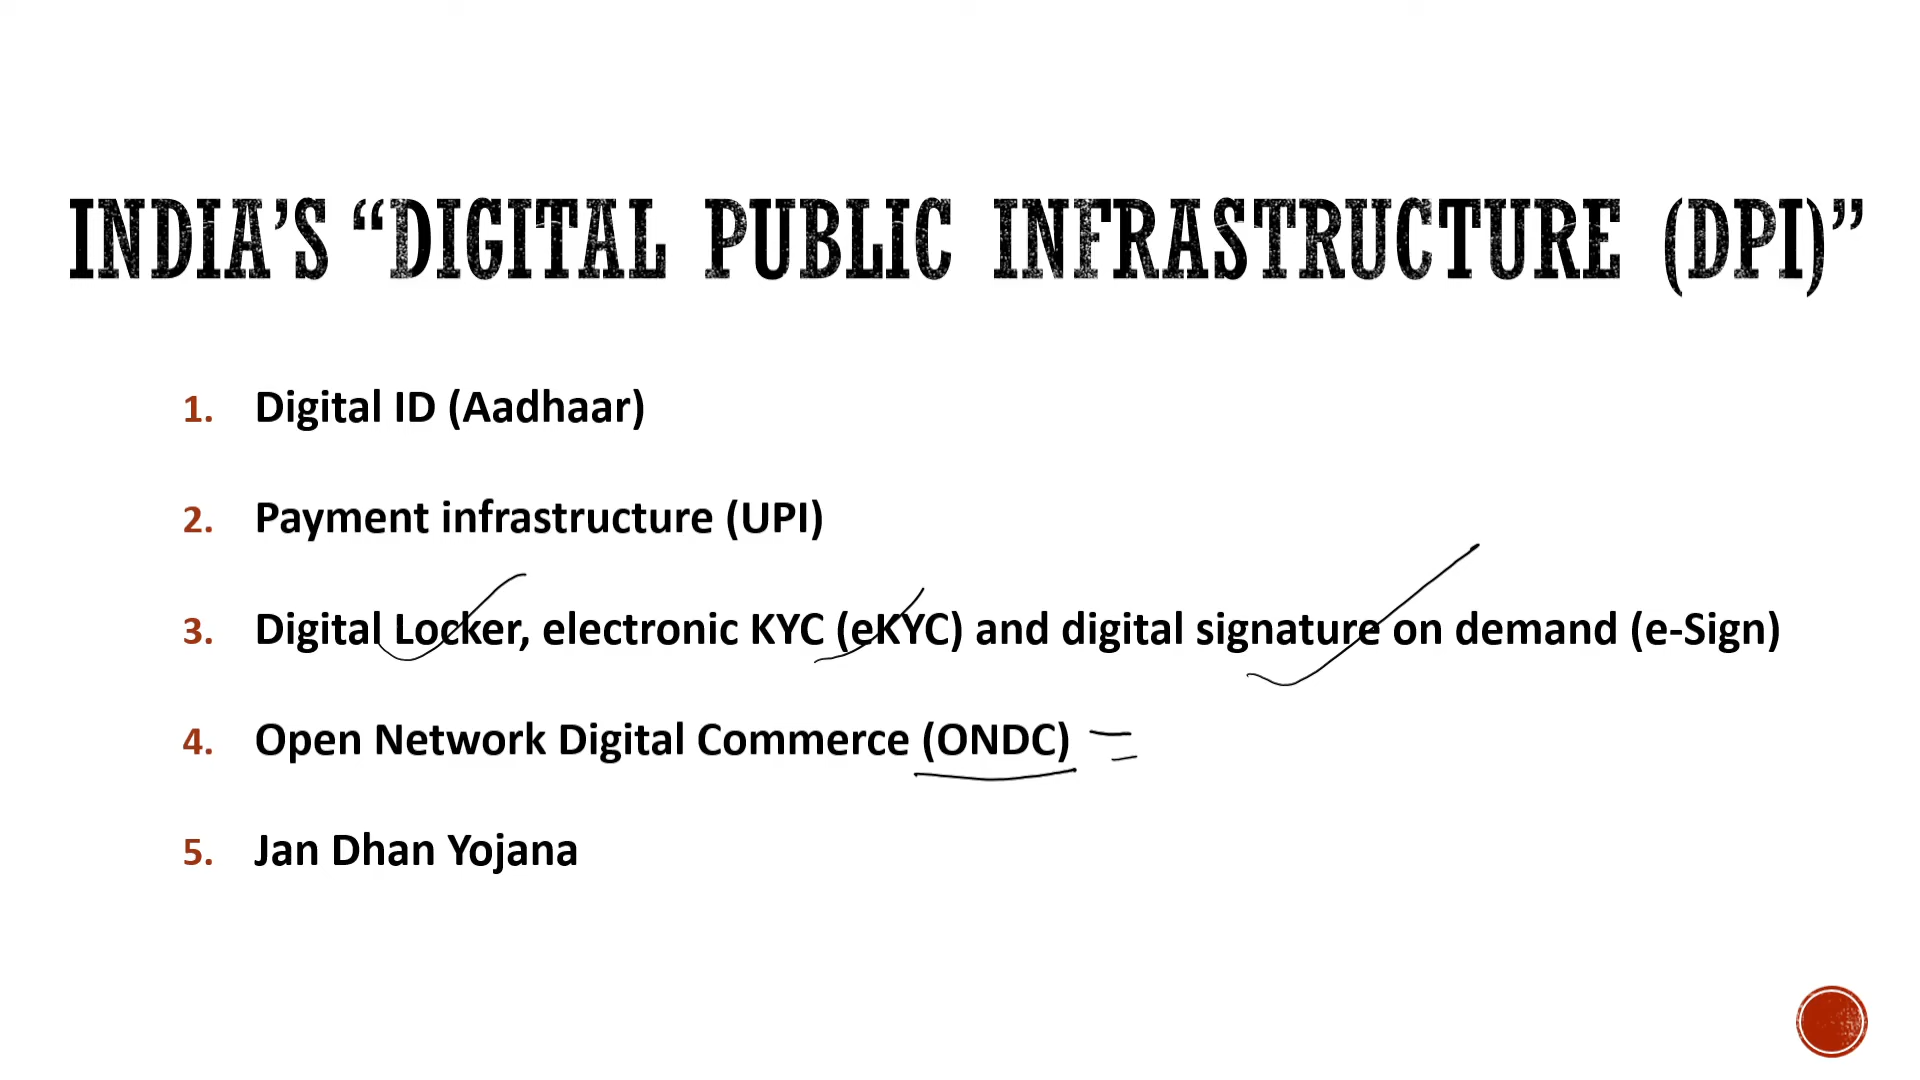 INDIA'S “DIGITAL PUBLIC INFRASTRUCTURE (DPI)”
1. Digital ID (Aadhaar)
2. Payment infrastructure (UPI)
3. Digital Locker, electronic KYC (eKYC) and digital signature on demand (e-Sign)
4. Open Network Digital Commerce (ONDC)
5. Jan Dhan Yojana